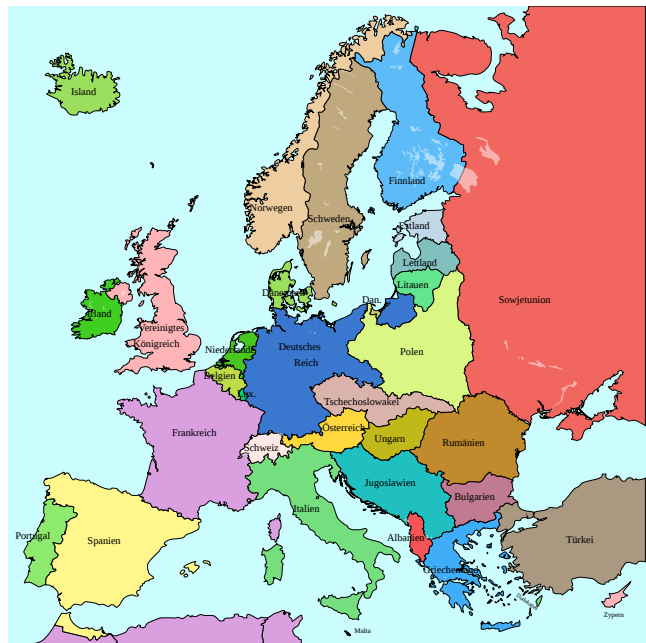 Island
Norwegen
Schweden
Finnland
Estland
Lettland
Litauen
Sowjetunion
Dänemark
Dan.
Irland
Vereinigtes
Königreich
Niederlande
Belgien
Lux.
Deutsches
Reich
Polen
Tschechoslowakei
Frankreich
Schweiz
Österreich
Ungarn
Rumänien
Jugoslawien
Italien
Bulgarien
Albanien
Griechenland
Türkei
Portugal
Spanien
Malta
Zypern